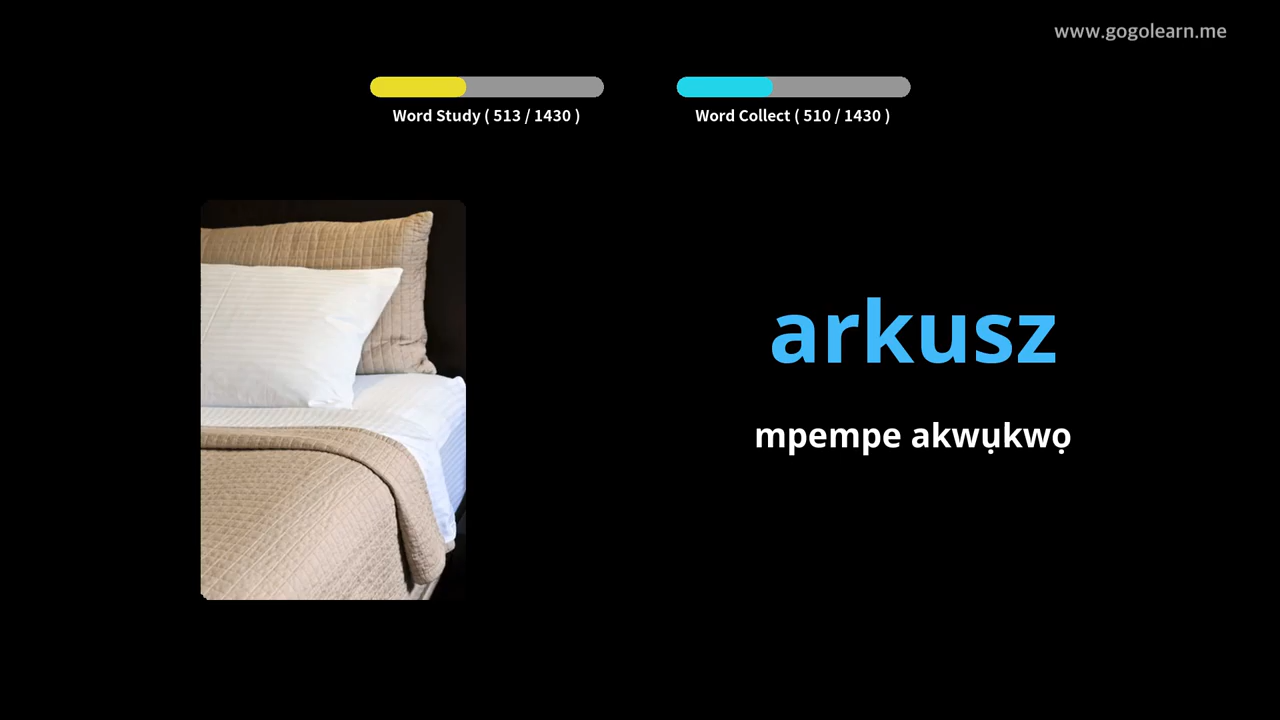 www.gogolearn.me
Word Study ( 513 / 1430 )
Word Collect ( 510 / 1430 )
arkusz
mpempe akwụkwọ